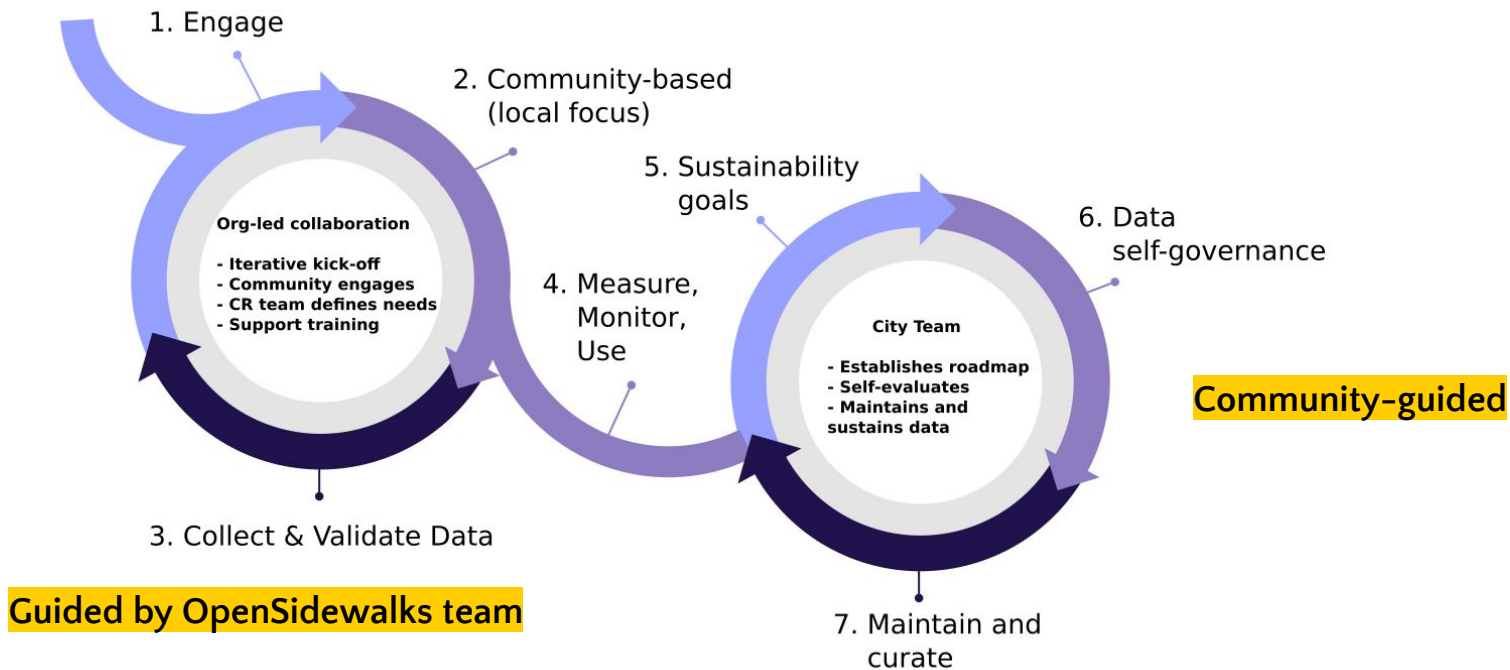 1. Engage
2. Community-based
(local focus)
Org-led collaboration
- Iterative kick-off
- Community engages
- CR team defines needs
- Support training
3. Collect & Validate Data
Guided by OpenSidewalks team
4. Measure,
Monitor,
Use
5. Sustainability
goals
6. Data
self-governance
City Team
- Establishes roadmap
- Self-evaluates
- Maintains and
sustains data
Community-guided
7. Maintain and
curate